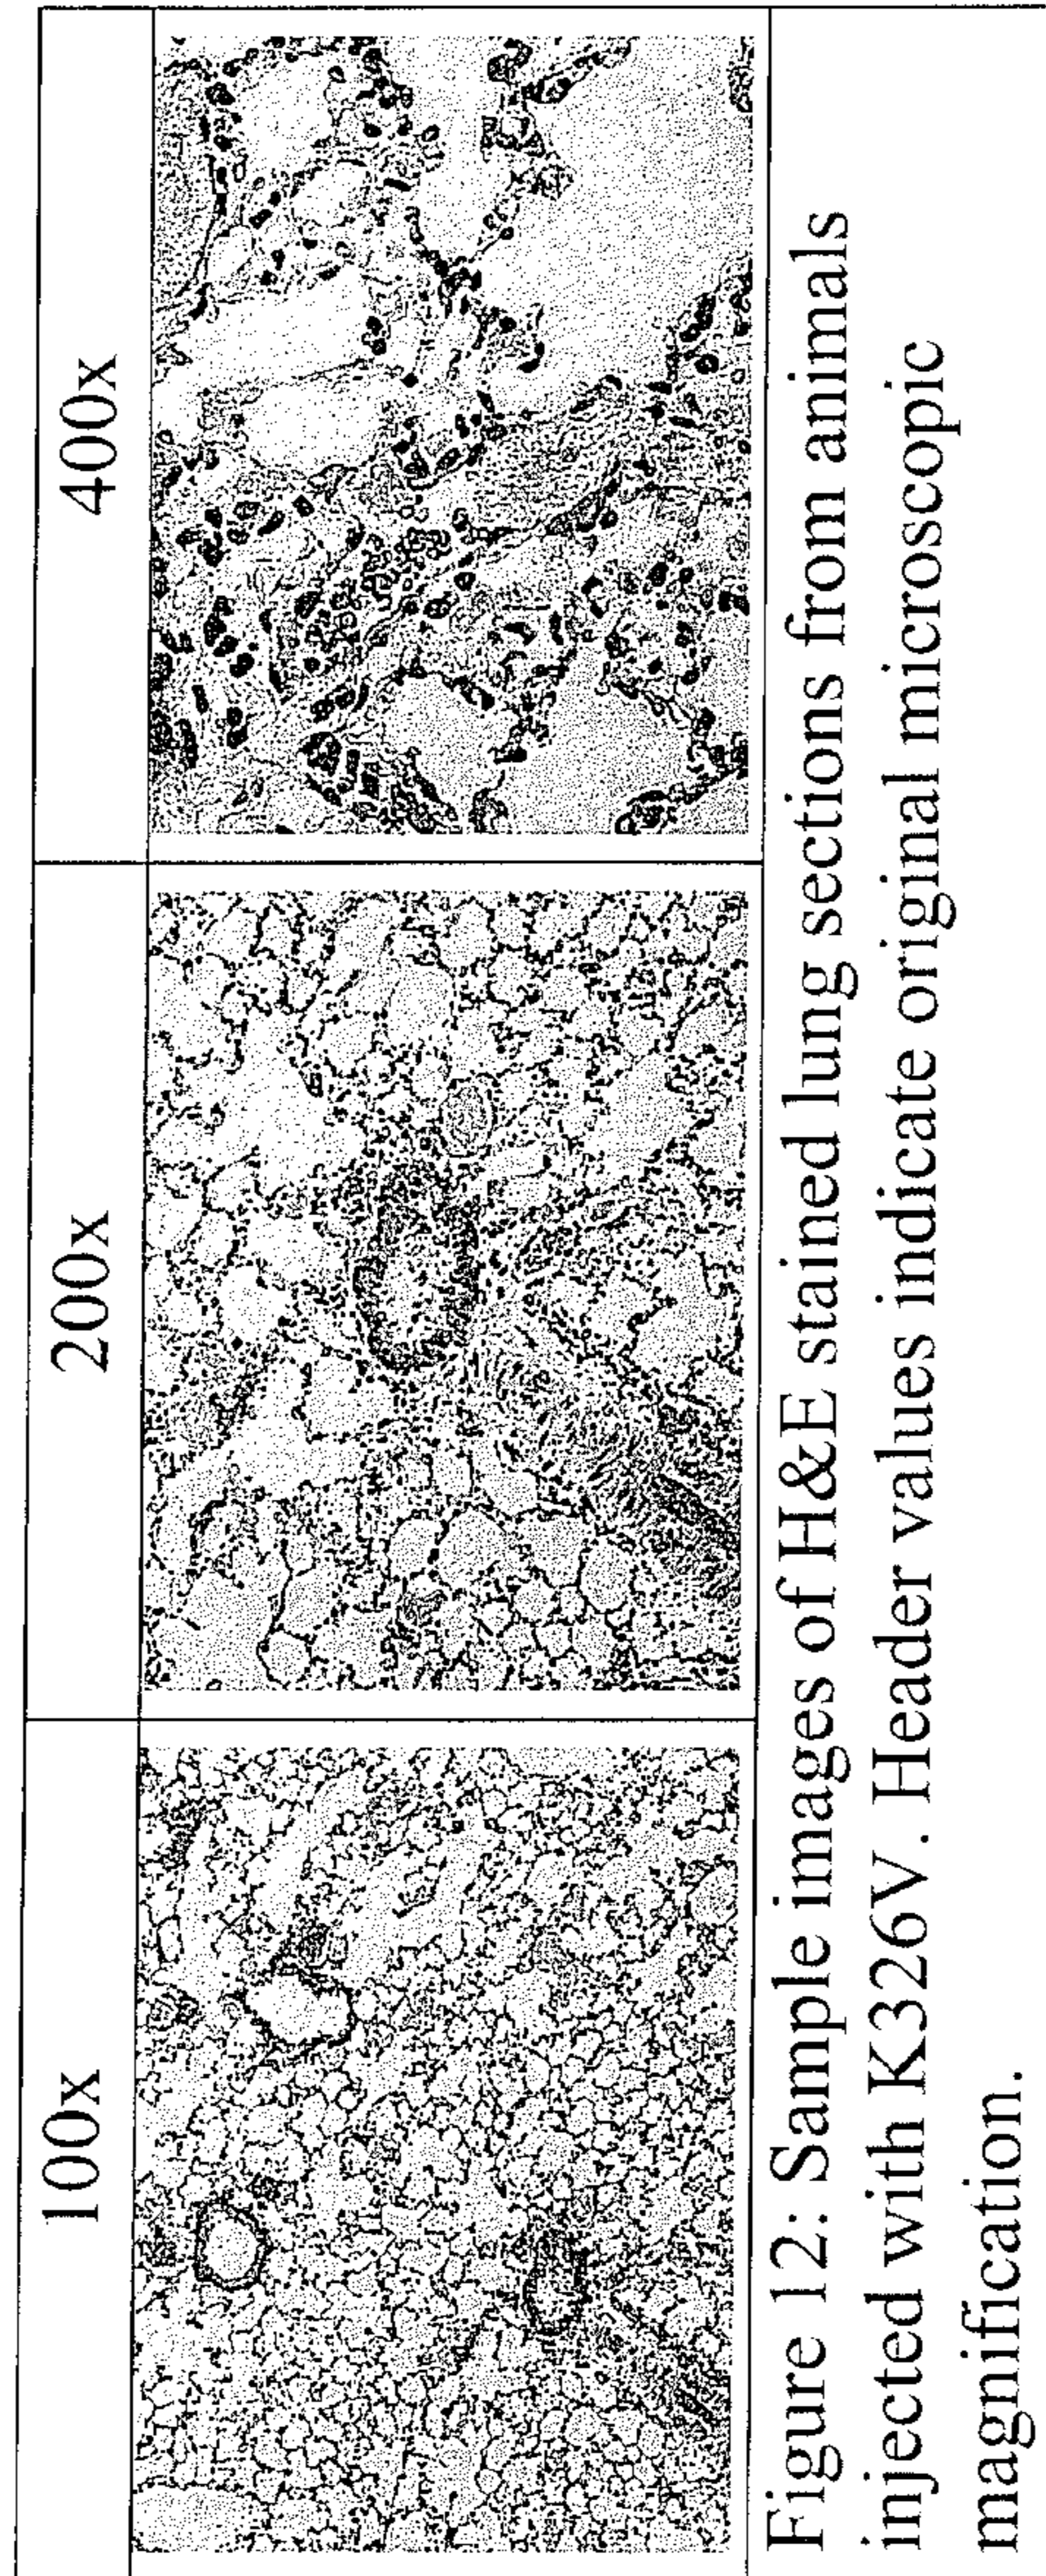 100x
200x
400x
Figure 12: Sample images of H&E stained lung sections from animals
injected with K326V. Header values indicate original microscopic
magnification.